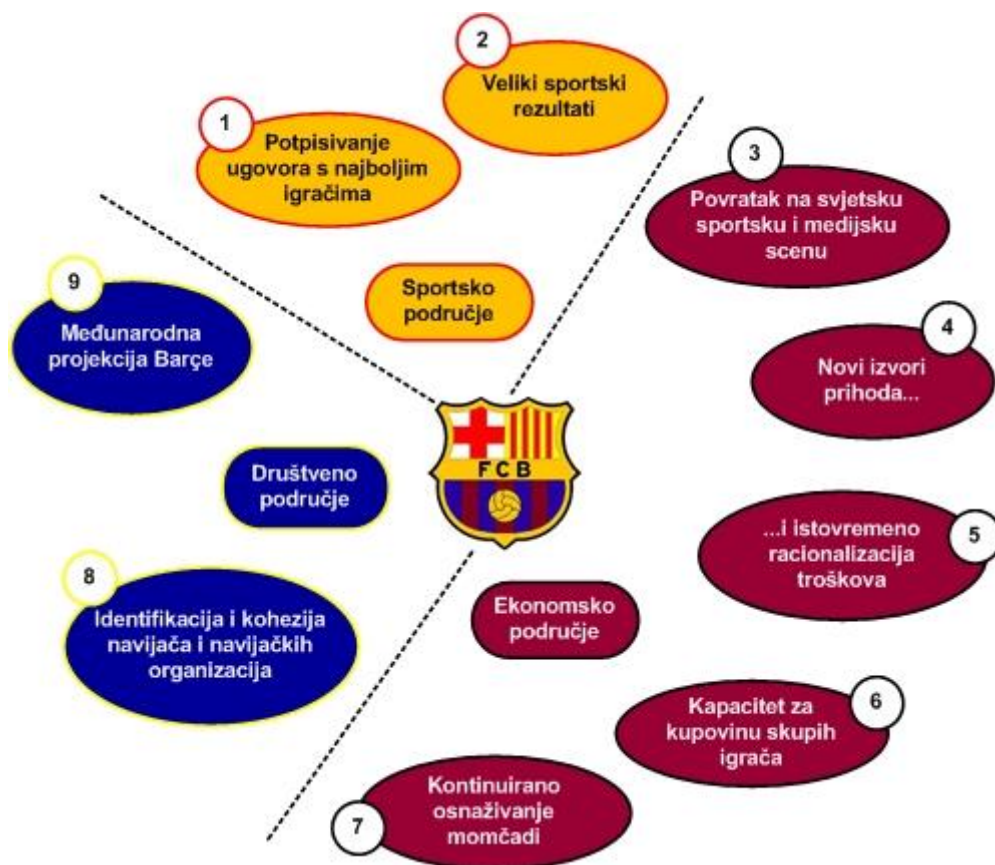 1
Potpisivanje
ugovora s najboljim
igračima
2
Veliki sportski
rezultati
3
Povratak na svjetsku
sportsku i medijsku
scenu
4
Novi izvori
prihoda...
5
...i istovremeno
racionalizacija
troškova
6
Kapacitet za
kupovinu skupih
igrača
7
Kontinuirano
osnaživanje
momčadi
8
Identifikacija i kohezija
navijača i navijačkih
organizacija
9
Međunarodna
projekcija Barçe
Sportsko
područje
Društveno
područje
Ekonomsko
područje
FCB